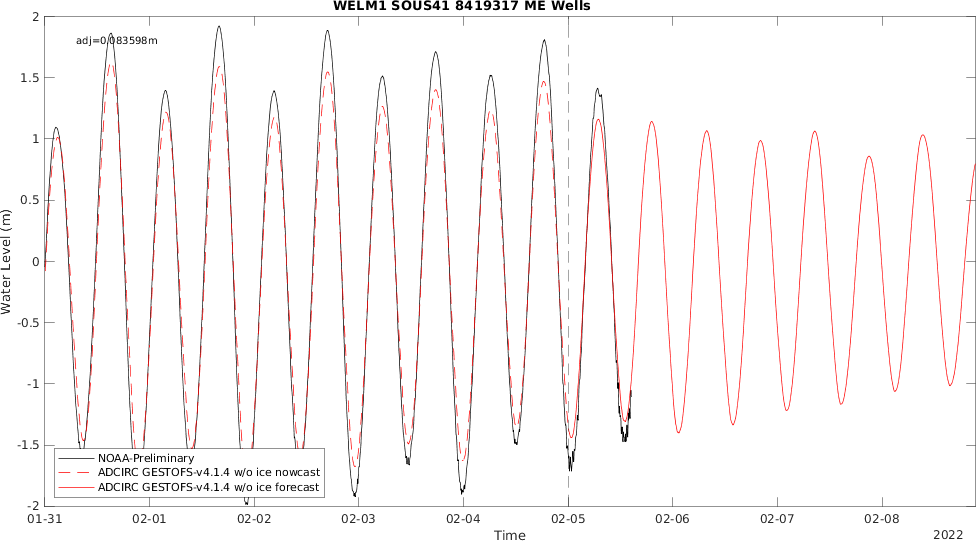 WELM1 SOUS41 8419317 ME Wells
adj=0.083598m
2
1.5
1
0.5
0
-0.5
-1
-1.5
-2
Water Level (m)
NOAA-Preliminary
ADCIRC GESTOFS-v4.1.4 w/o ice nowcast
ADCIRC GESTOFS-v4.1.4 w/o ice forecast
01-31 02-01 02-02 02-03 02-04 02-05 02-06 02-07 02-08
Time
2022